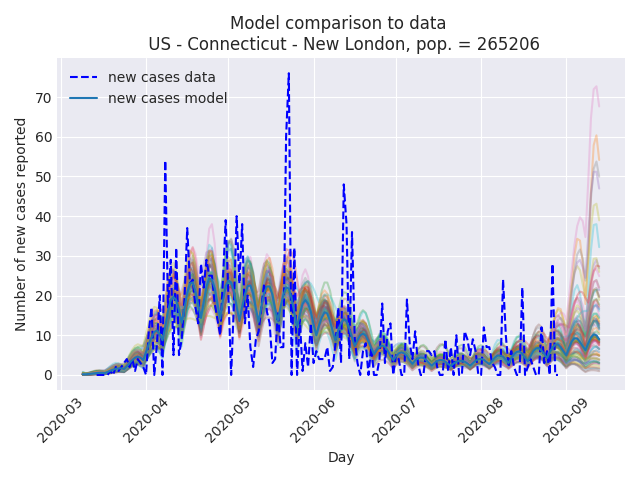 Model comparison to data
US - Connecticut - New London, pop. = 265206
new cases data
new cases model
Number of new cases reported
70
60
50
40
30
20
10
0
2020-03
2020-04
2020-05
2020-06
2020-07
2020-08
2020-09
Day